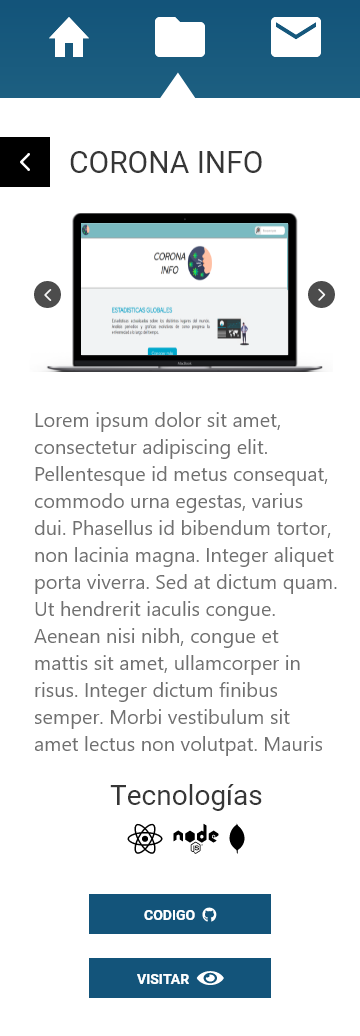 CORONA INFO
CORONA
INFO
ESTADISTICAS GLOBALES
Lorem ipsum dolor sit amet,
consectetur adipiscing elit.
Pellentesque id metus consequat,
commodo urna egestas, varius
dui. Phasellus id bibendum tortor,
non lacinia magna. Integer aliquet
porta viverra. Sed at dictum quam.
Ut hendrerit iaculis congue.
Aenean nisi nibh, congue et
mattis sit amet, ullamcorper in
risus. Integer dictum finibus
semper. Morbi vestibulum sit
amet lectus non volutpat. Mauris
Tecnologías
node
JS
CODIGO
VISITAR